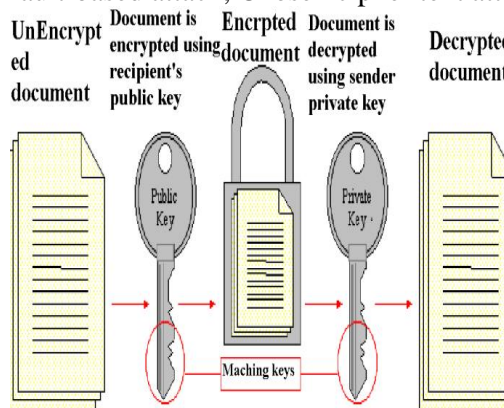 UnEncrypt
ed
document
Document is
encrypted using
recipient's
public key
Encrpted
document
Document is
decrypted
using sender
private key
Decrypted
document
Public
Key
Private
Key
Maching keys